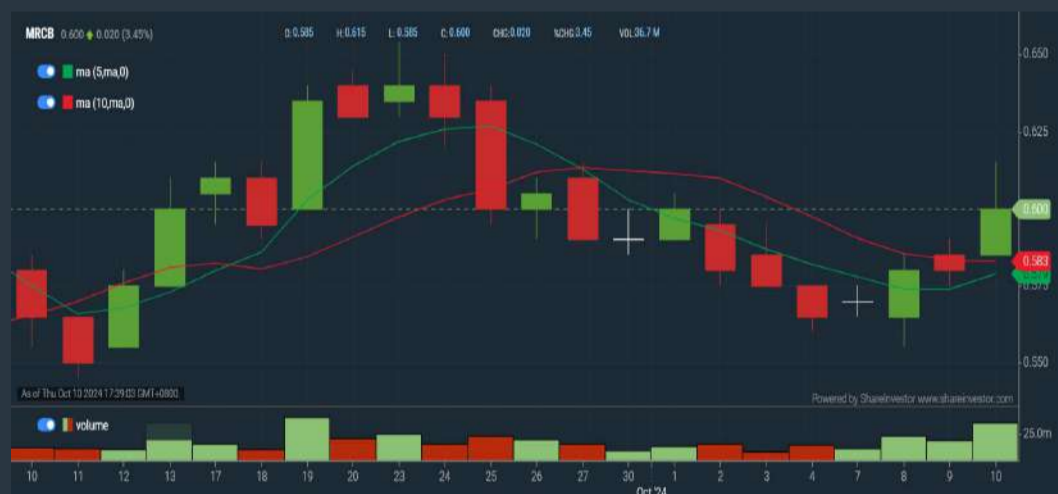 MRCB 0.600 0.020 (3.45%) O:0.585 H:0.615 L:0.585 C:0.600 CHG:0.020 %CHG:3.45 VOL:36.7 M
ma (5,ma,0)
ma (10,ma,0)
0.650
0.625
0.600
0.583
0.575
0.550
As of Thu Oct 10 2024 17:39:03 GMT+0800
Powered by ShareInvestor www.shareinvestor.com
volume
25.0m
10 11 12 13 17 18 19 20 23 24 25 26 27 30 1 2 3 4 7 8 9 10
Oct '24